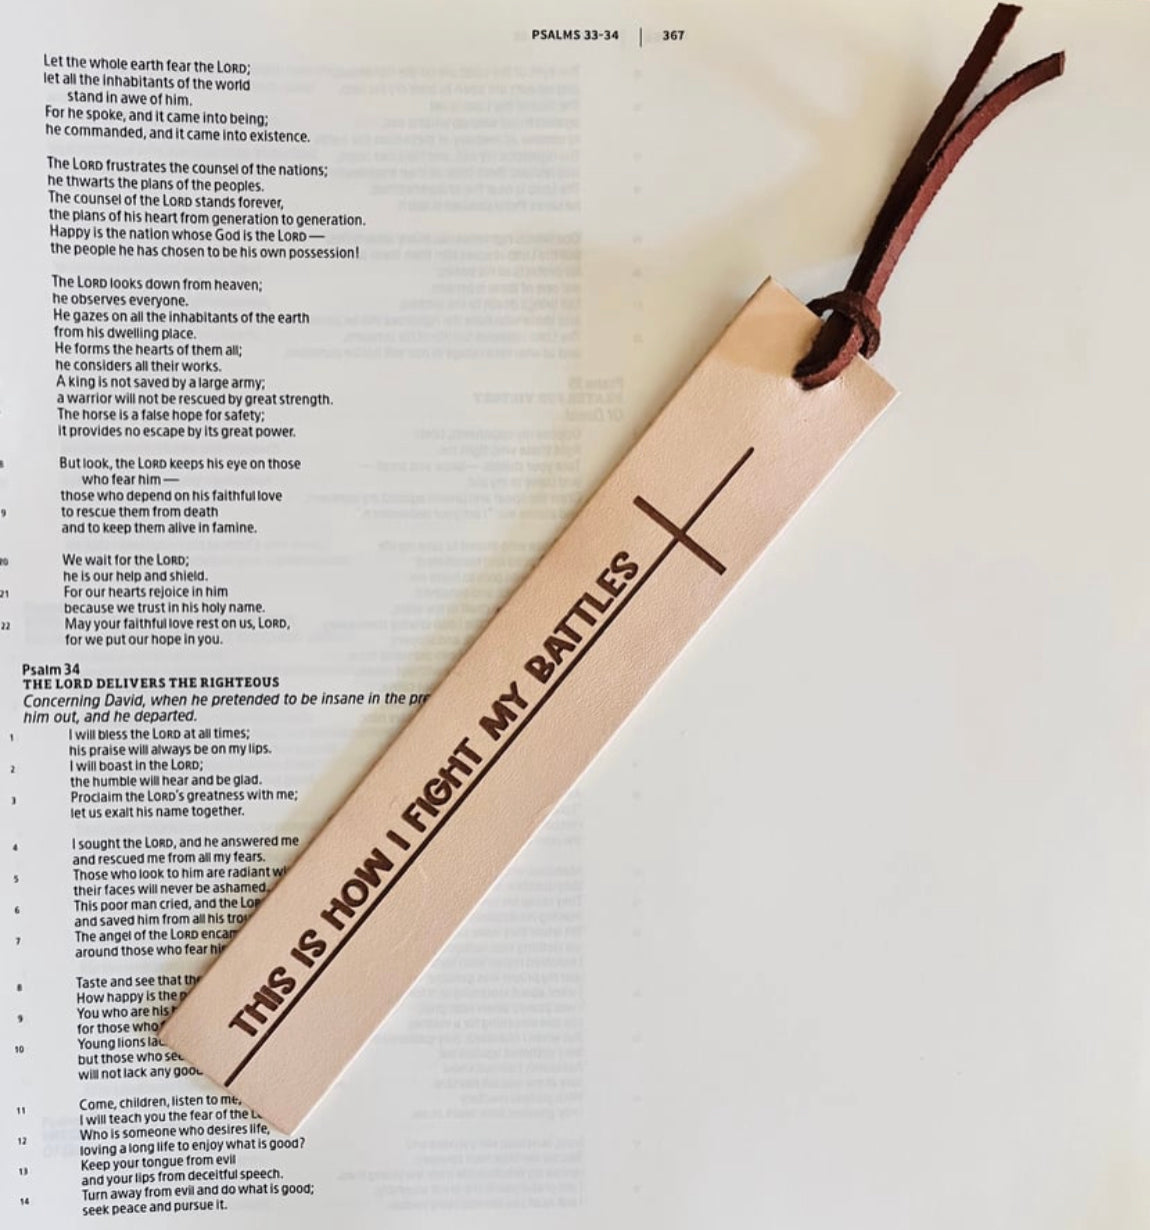 PSALMS 33-34 | 367
Let the whole earth fear the LORD;
let all the inhabitants of the world
stand in awe of him.
For he spoke, and it came into being;
he commanded, and it came into existence.
The LORD frustrates the counsel of the nations;
he thwarts the plans of the peoples.
The counsel of the LORD stands forever,
the plans of his heart from generation to generation.
Happy is the nation whose God is the LORD —
the people he has chosen to be his own possession!
The LORD looks down from heaven;
he observes everyone.
He gazes on all the inhabitants of the earth
from his dwelling place.
He forms the hearts of them all;
he considers all their works.
A king is not saved by a large army;
a warrior will not be rescued by great strength.
The horse is a false hope for safety;
it provides no escape by its great power.
But look, the LORD keeps his eye on those
who fear him —
those who depend on his faithful love
9 to rescue them from death
and to keep them alive in famine.
20 We wait for the LORD;
he is our help and shield.
21 For our hearts rejoice in him
because we trust in his holy name.
22 May your faithful love rest on us, LORD,
for we put our hope in you.
Psalm 34
THE LORD DELIVERS THE RIGHTEOUS
Concerning David, when he pretended to be insane in the
him out, and he departed.
1 I will bless the LORD at all times;
his praise will always be on my lips.
2 I will boast in the LORD;
the humble will hear and be glad.
3 Proclaim the LORD's greatness with me;
let us exalt his name together.
4 I sought the LORD, and he answered me
and rescued me from all my fears.
5 Those who look to him are radiant
their faces will never be ashamed.
6 This poor man cried, and the
and saved him from all his
7 The angel of the LORD
around those who fear
8 Taste and see that
How happy is the
9 You who are his
for those who
10 Young lions
but those who
will not lack any
11 Come, children, listen to me;
I will teach you the fear of the
12 Who is someone who desires life,
loving a long life to enjoy what is good?
13 Keep your tongue from evil
and your lips from deceitful speech.
14 Turn away from evil and do what is good;
seek peace and pursue it.
THIS IS HOW I FIGHT MY BATTLES